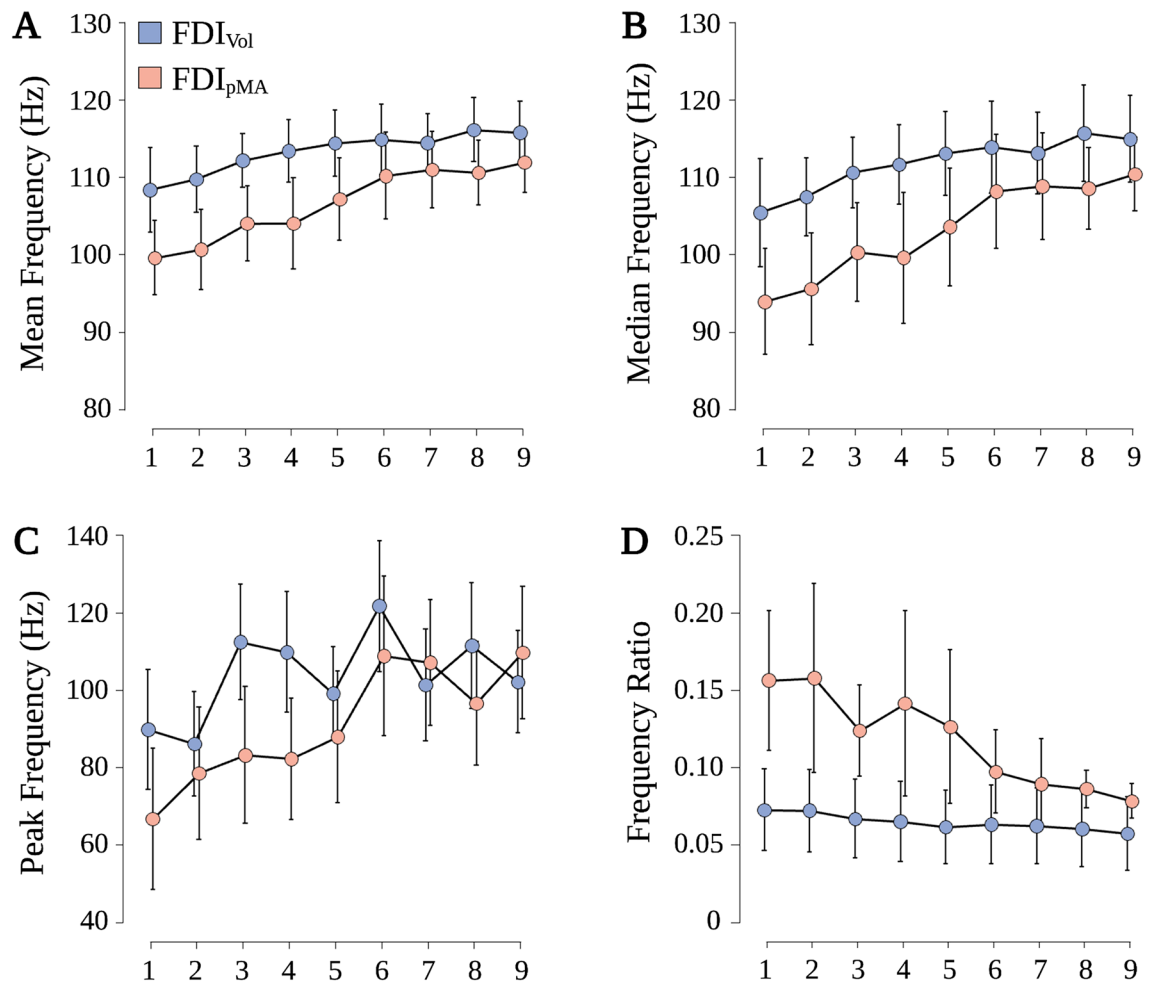 A
Mean Frequency (Hz)
130
120
110
100
90
80
FDIVol
FDIpMA
1 2 3 4 5 6 7 8 9
B
Median Frequency (Hz)
130
120
110
100
90
80
1 2 3 4 5 6 7 8 9
C
Peak Frequency (Hz)
140
120
100
80
60
40
1 2 3 4 5 6 7 8 9
D
Frequency Ratio
0.25
0.20
0.15
0.10
0.05
0
1 2 3 4 5 6 7 8 9